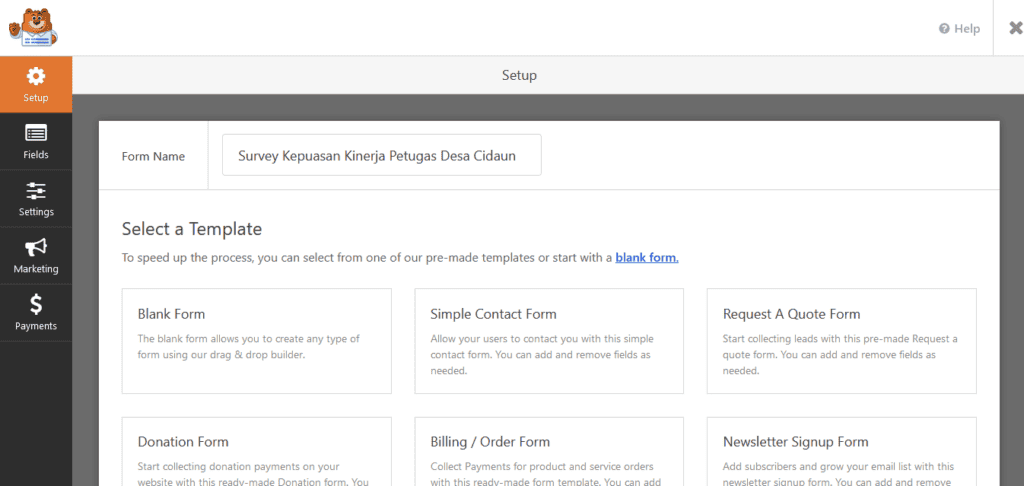 Help
Setup
Setup
Fields
Settings
Marketing
Payments
Form Name
Survey Kepuasan Kinerja Petugas Desa Cidaun
Select a Template
To speed up the process, you can select from one of our pre-made templates or start with a blank form.
Blank Form
The blank form allows you to create any type of
form using our drag & drop builder.
Simple Contact Form
Allow your users to contact you with this simple
contact form. You can add and remove fields as
needed.
Request A Quote Form
Start collecting leads with this pre-made Request a
quote form. You can add and remove fields as
needed.
Donation Form
Start collecting donation payments on your
website with this ready-made Donation form. You
Billing / Order Form
Collect Payments for product and service orders
with this ready-made form template. You can add
Newsletter Signup Form
Add subscribers and grow your email list with this
newsletter signup form. You can add and remove